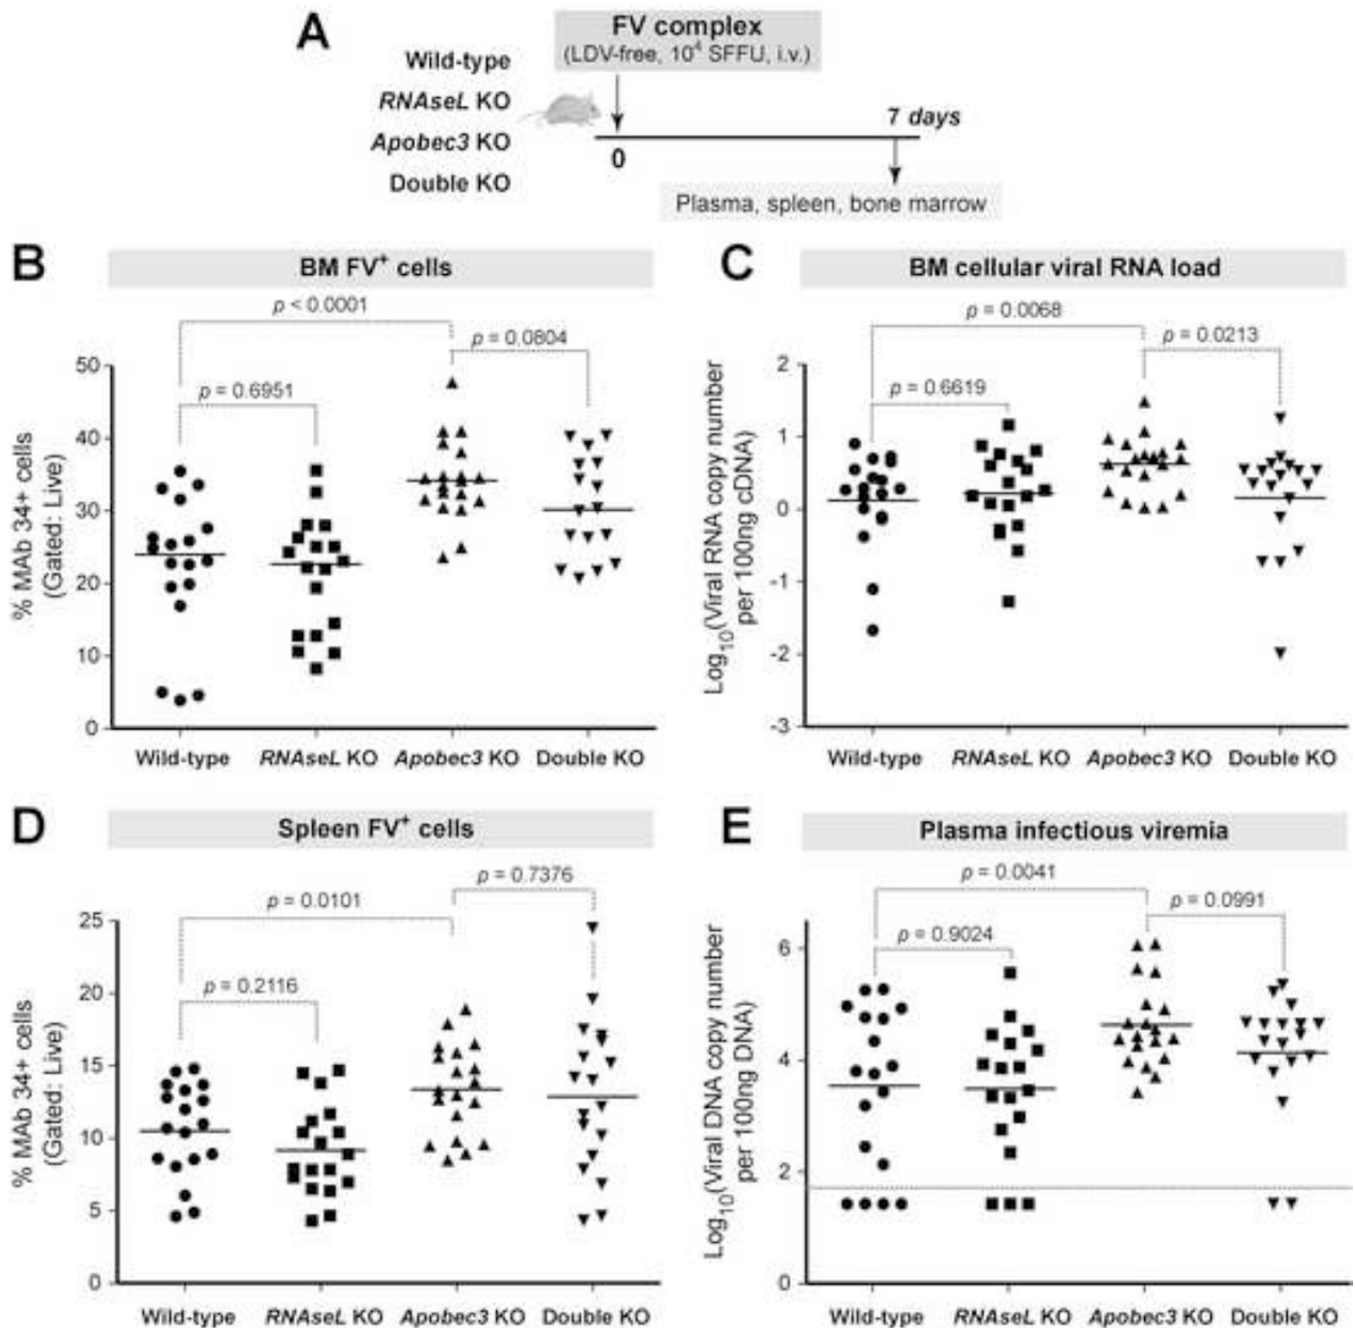 A
FV complex
(LDV-free, 10⁴ SFFU, i.v.)
Wild-type
RNAseL KO
Apobec3 KO
Double KO
0
7 days
Plasma, spleen, bone marrow
B
BM FV⁺ cells
p < 0.0001
p = 0.0804
p = 0.6951
% MAb 34+ cells
(Gated: Live)
50
40
30
20
10
0
Wild-type RNAseL KO Apobec3 KO Double KO
C
BM cellular viral RNA load
p = 0.0068
p = 0.0213
p = 0.6619
Log₁₀(Viral RNA copy number
per 100ng cDNA)
2
1
0
-1
-2
-3
Wild-type RNAseL KO Apobec3 KO Double KO
D
Spleen FV⁺ cells
p = 0.7376
p = 0.0101
p = 0.2116
% MAb 34+ cells
(Gated: Live)
25
20
15
10
5
0
Wild-type RNAseL KO Apobec3 KO Double KO
E
Plasma infectious viremia
p = 0.0041
p = 0.0991
p = 0.9024
Log₁₀(Viral DNA copy number
per 100ng DNA)
6
4
2
0
Wild-type RNAseL KO Apobec3 KO Double KO